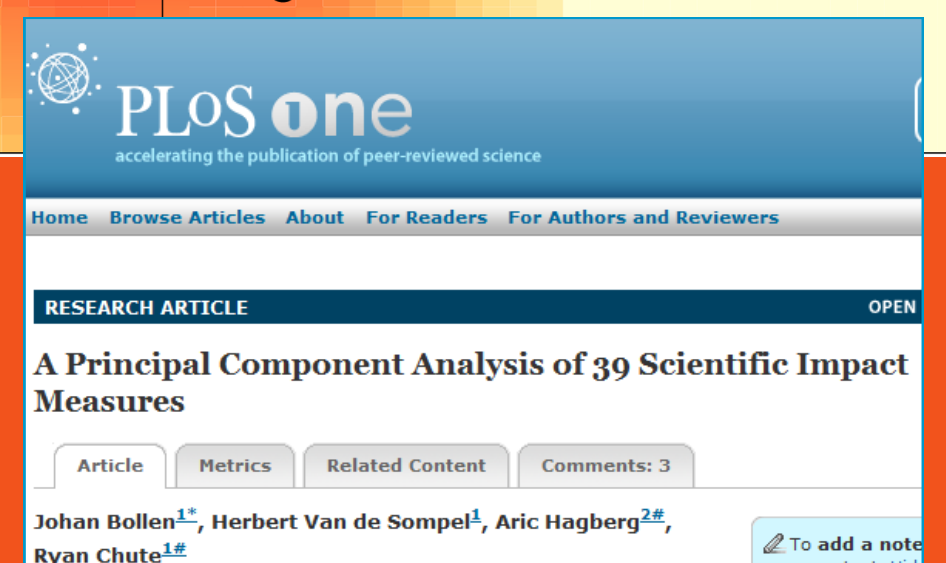 PLoS one
accelerating the publication of peer-reviewed science
Home Browse Articles About For Readers For Authors and Reviewers
RESEARCH ARTICLE OPEN
A Principal Component Analysis of 39 Scientific Impact
Measures
Article Metrics Related Content Comments: 3
Johan Bollen1*, Herbert Van de Sompel1, Aric Hagberg2#,
Ryan Chute1#
To add a note